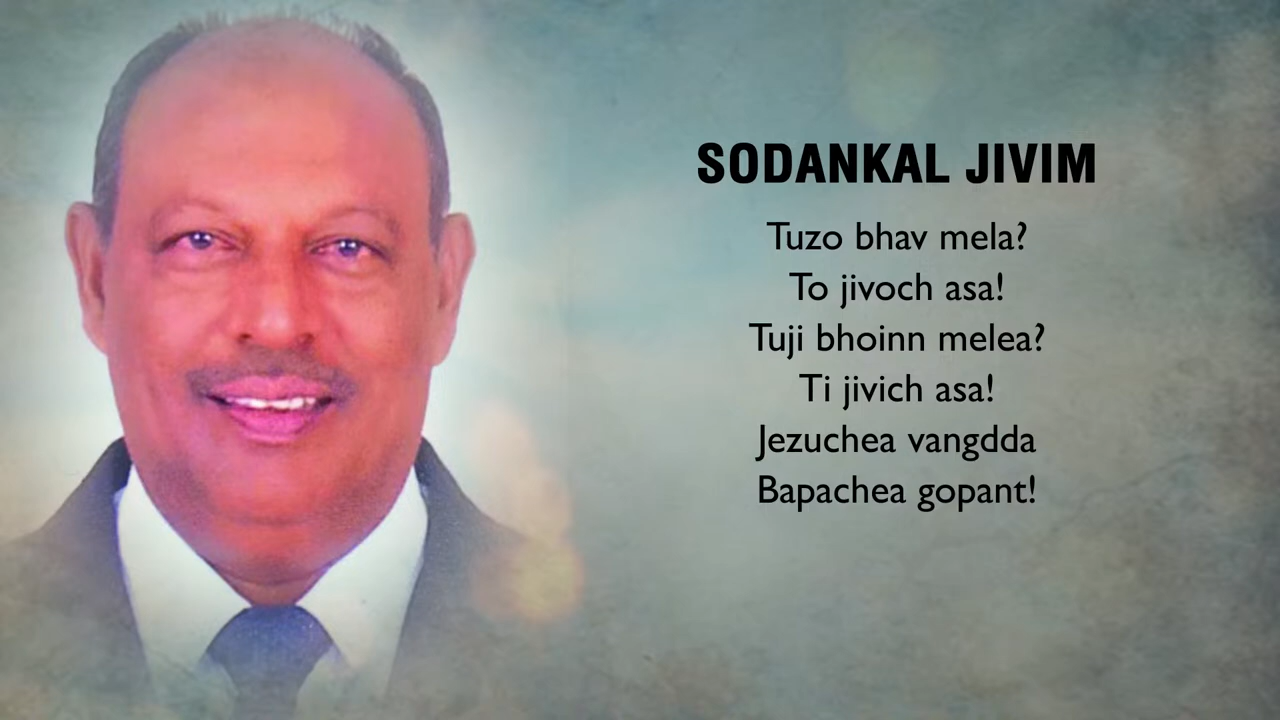 SODANKAL JIVIM
Tuzo bhav mela?
To jivoch asa!
Tuji bhoinn melea?
Ti jivich asa!
Jezuchea vangdda
Bapachea gopant!